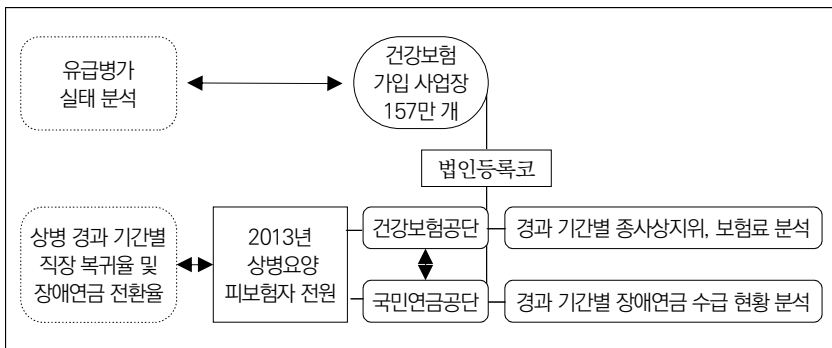 유급병가
실태 분석
건강보험
가입 사업장
157만 개
법인등록코
상병 경과 기간별
직장 복귀율 및
장애연금 전환율
2013년
상병요양
피보험자 전원
건강보험공단
경과 기간별 종사상지위, 보험료 분석
국민연금공단
경과 기간별 장애연금 수급 현황 분석